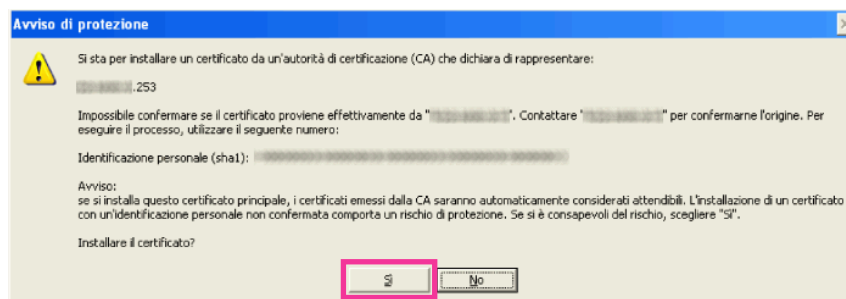 Avviso di protezione
Si sta per installare un certificato da un'autorità di certificazione (CA) che dichiara di rappresentare:
.253
Impossibile confermare se il certificato proviene effettivamente da "". Contattare "" per confermarne l'origine. Per
eseguire il processo, utilizzare il seguente numero:
Identificazione personale (sha1):
Avviso:
se si installa questo certificato principale, i certificati emessi dalla CA saranno automaticamente considerati attendibili. L'installazione di un certificato
con un'identificazione personale non confermata comporta un rischio di protezione. Se si è consapevoli del rischio, scegliere "Sì".
Installare il certificato?
Sì
No